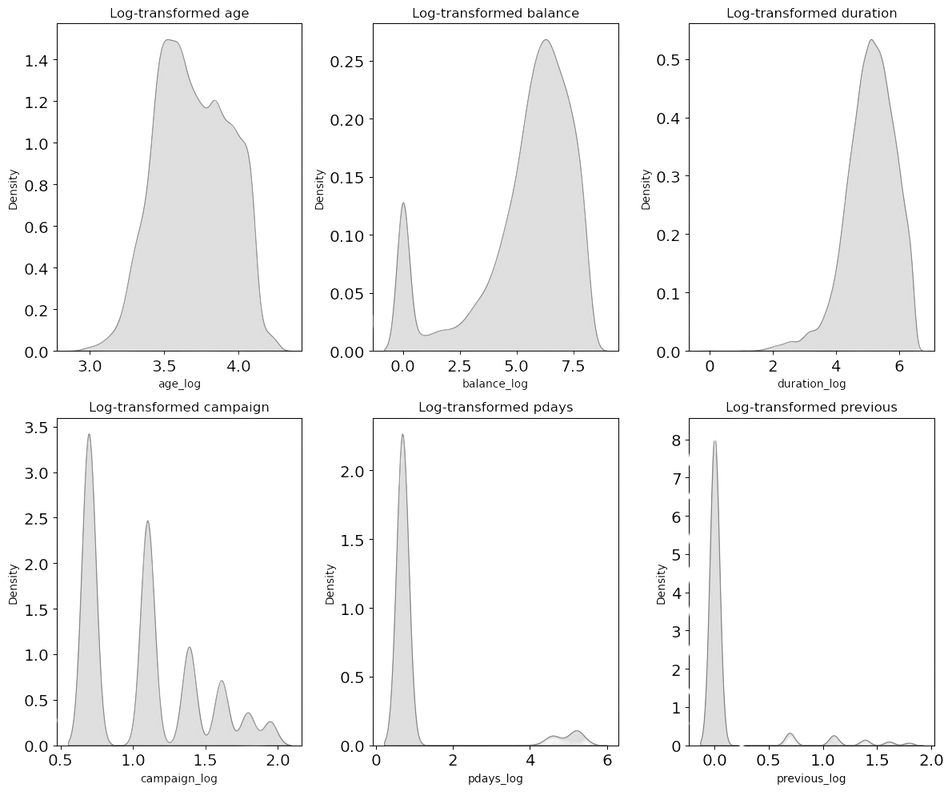 Log-transformed age
Log-transformed balance
Log-transformed duration
Density
0.0
0.2
0.4
0.6
0.8
1.0
1.2
1.4
3.0 3.5 4.0
age_log
Density
0.00
0.05
0.10
0.15
0.20
0.25
0.0 2.5 5.0 7.5
balance_log
Density
0.0
0.1
0.2
0.3
0.4
0.5
0 2 4 6
duration_log
Log-transformed campaign
Log-transformed pdays
Log-transformed previous
Density
0.0
0.5
1.0
1.5
2.0
2.5
3.0
3.5
0.5 1.0 1.5 2.0
campaign_log
Density
0.0
0.5
1.0
1.5
2.0
0 2 4 6
pdays_log
Density
0
1
2
3
4
5
6
7
8
0.0 0.5 1.0 1.5 2.0
previous_log